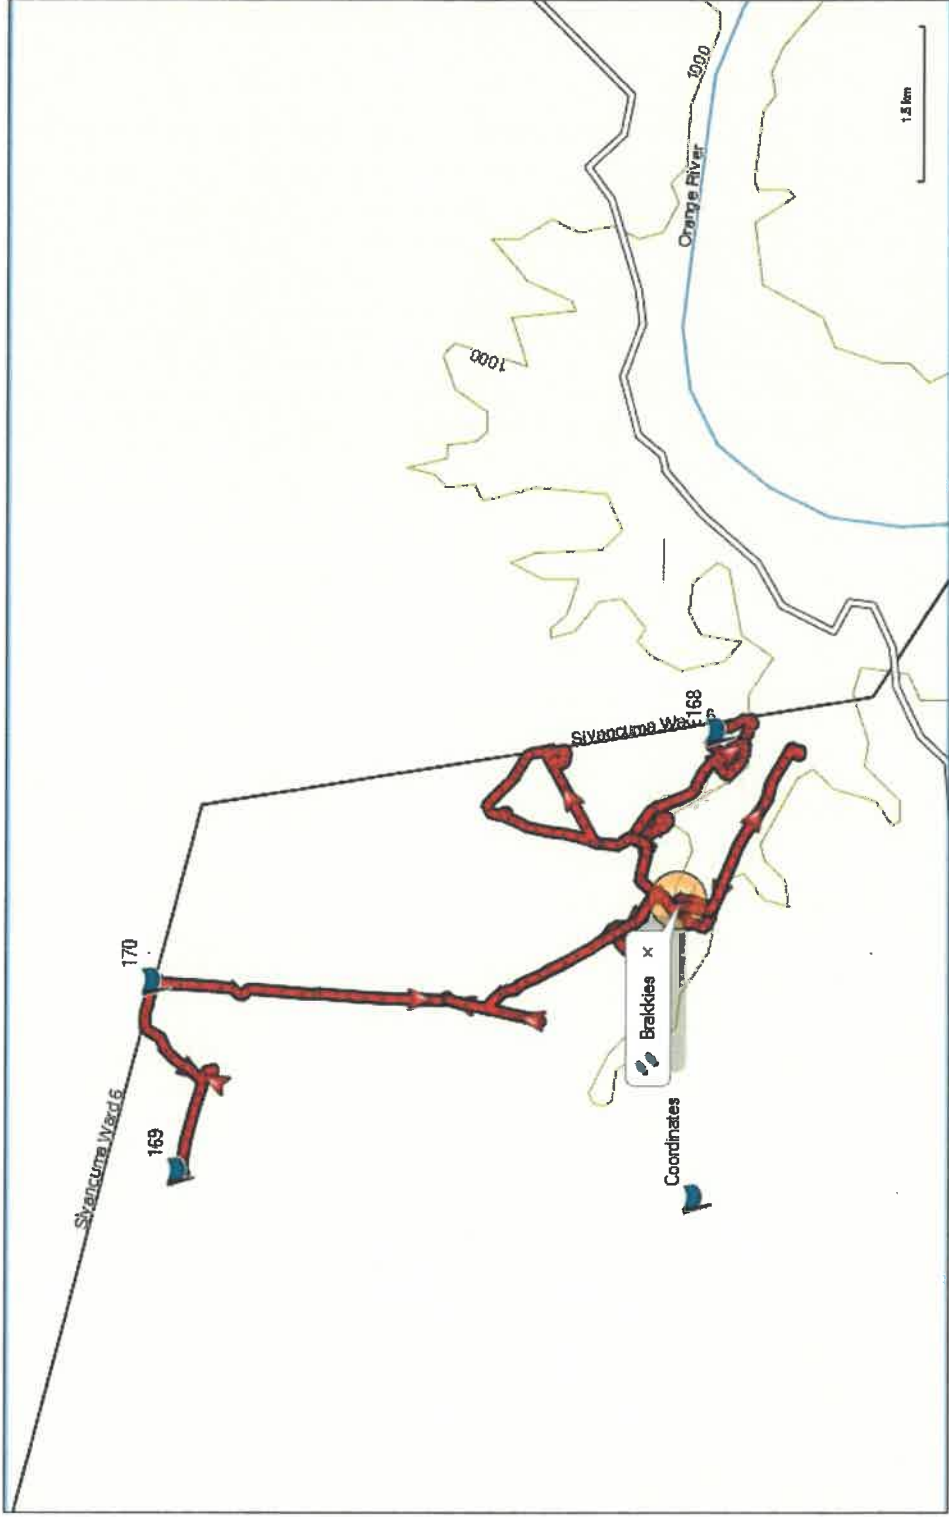 Siyancuma Ward 6
169
170
Coordinates
Brakkies
×
Siyancuma Wa
168
1000
1000
Orange River
1.5 km